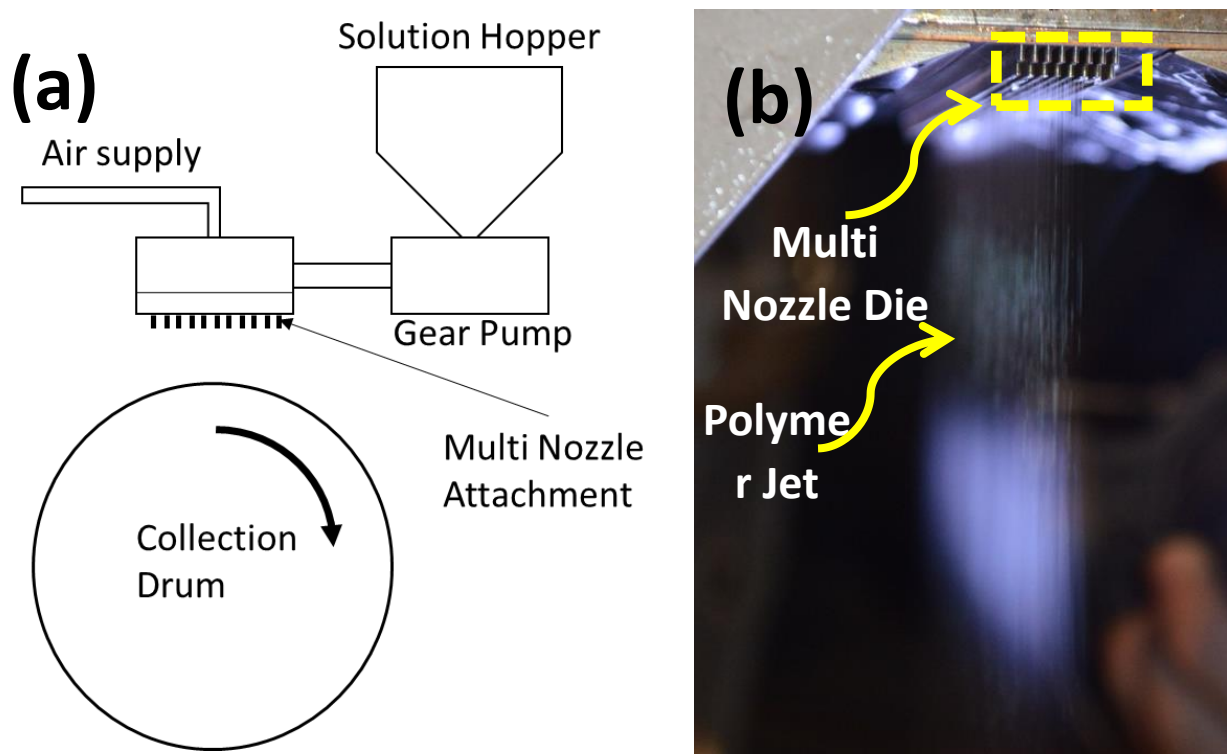 (a)
Solution Hopper
Air supply
Gear Pump
Multi Nozzle
Attachment
Collection
Drum
(b)
Multi
Nozzle Die
Polyme
r Jet